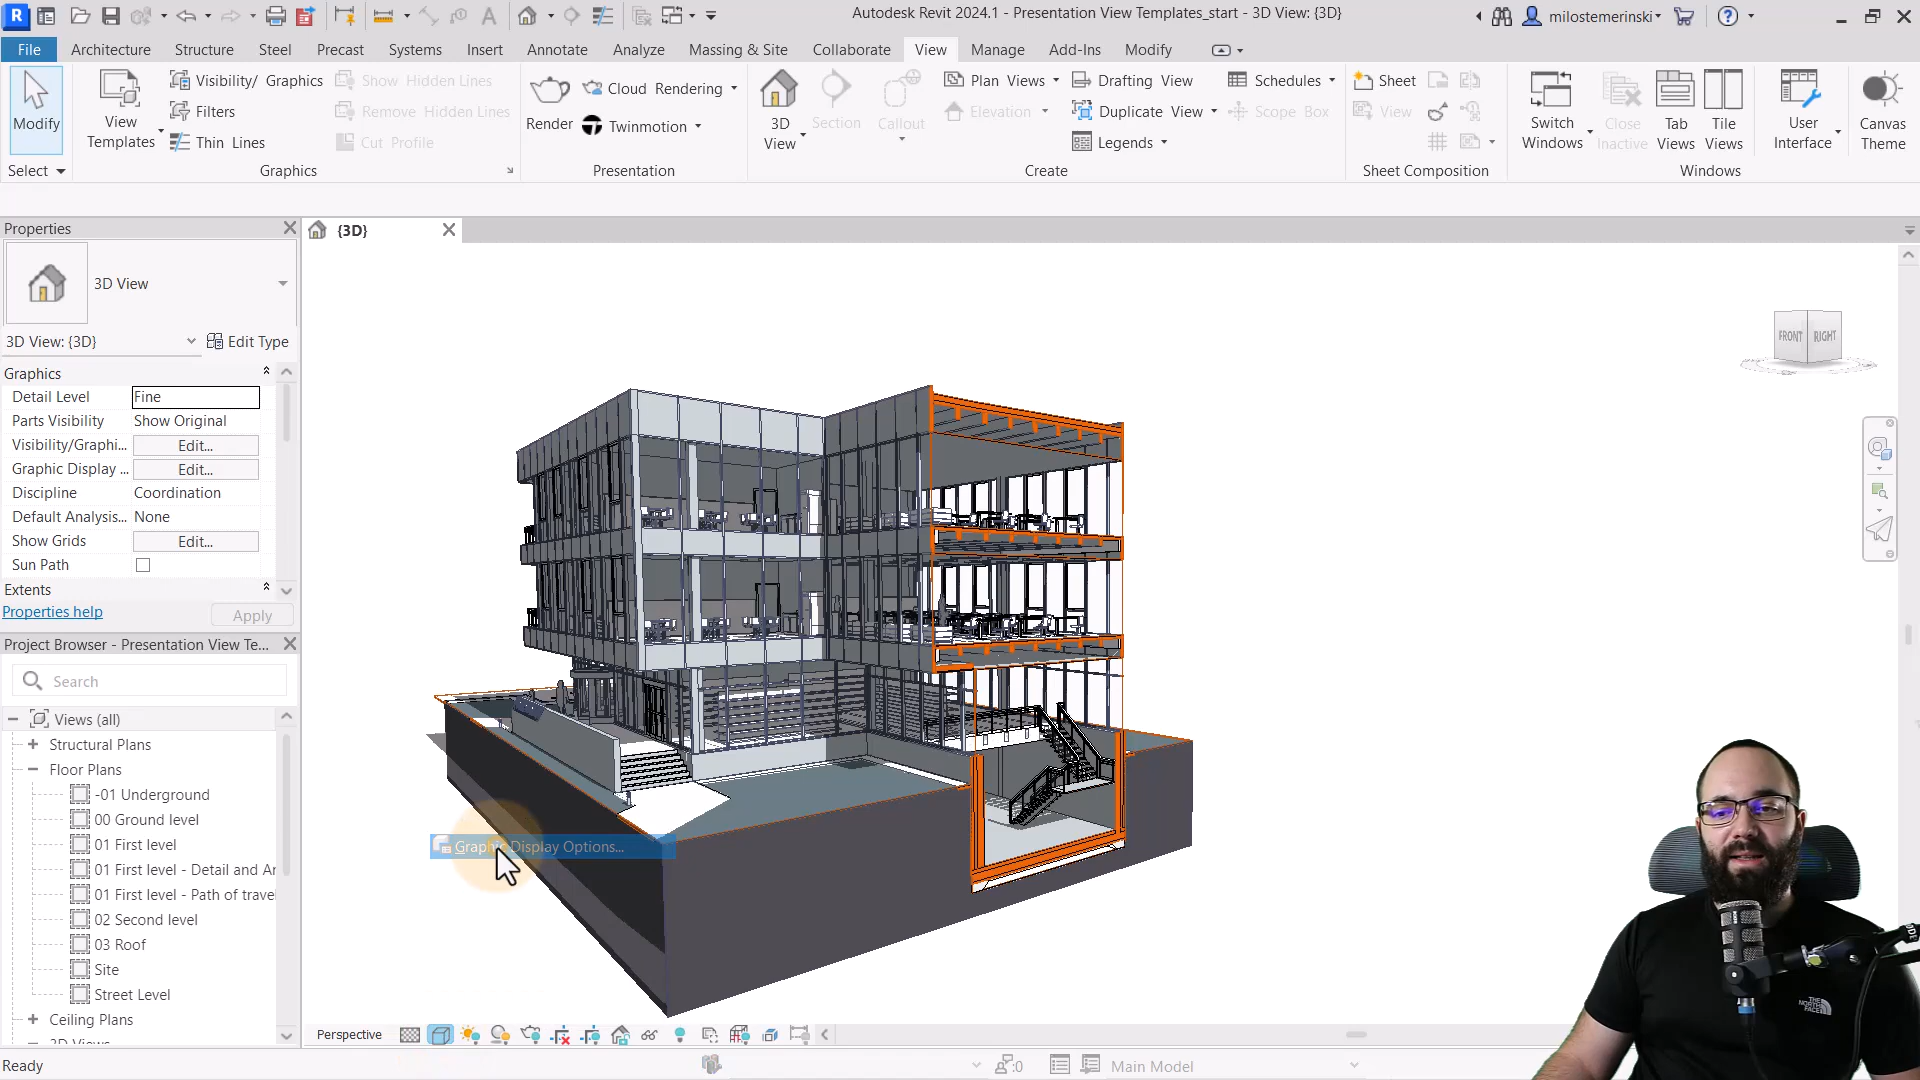 Autodesk Revit 2024.1 - Presentation View Templates_start - 3D View: {3D}
milostemerinski
File
Architecture
Structure
Steel
Precast
Systems
Insert
Annotate
Analyze
Massing & Site
Collaborate
View
Manage
Add-Ins
Modify
Modify
View
Templates
Visibility/ Graphics
Filters
Thin Lines
Show Hidden Lines
Remove Hidden Lines
Cut Profile
Render
Cloud Rendering
Twinmotion
3D
View
Section
Callout
Plan Views
Elevation
Drafting View
Duplicate View
Legends
Schedules
Scope Box
Sheet
View
Switch
Windows
Close
Inactive
Tab
Views
Tile
Views
User
Interface
Canvas
Theme
Select
Graphics
Presentation
Create
Sheet Composition
Windows
Properties
{3D}
3D View
3D View: {3D}
Edit Type
Graphics
Detail Level Fine
Parts Visibility Show Original
Visibility/Graphi... Edit...
Graphic Display ... Edit...
Discipline Coordination
Default Analysis... None
Show Grids Edit...
Sun Path
Extents
Properties help
Apply
Project Browser - Presentation View Te...
Search
Views (all)
Structural Plans
Floor Plans
-01 Underground
00 Ground level
01 First level
01 First level - Detail and Ar
01 First level - Path of travel
02 Second level
03 Roof
Site
Street Level
Ceiling Plans
3D Views
FRONT
RIGHT
Graphic Display Options...
Perspective
Ready
:0
Main Model
THE
NORTH
FACE